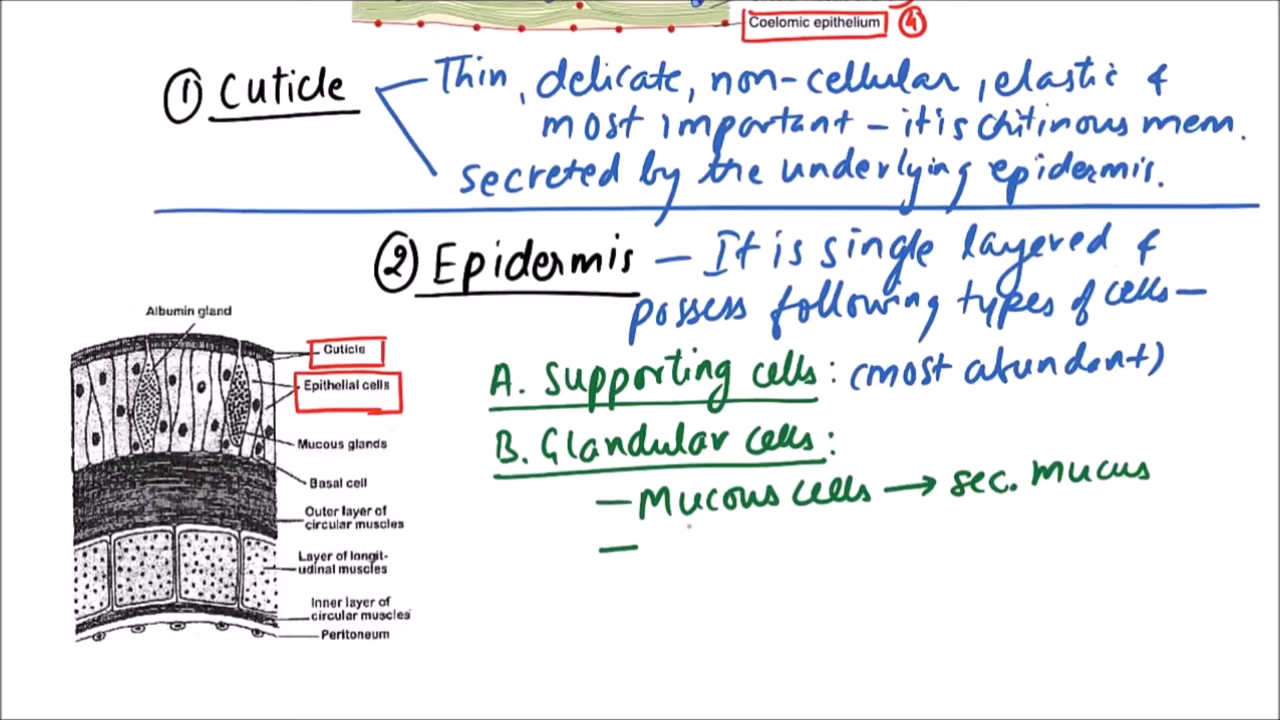 Coelomic epithelium 4
① Cuticle
Thin, delicate, non-cellular, elastic &
most important - it is chitinous mem.
secreted by the underlying epidermis.
② Epidermis - It is single layered &
possess following types of cells -
A. Supporting cells: (most abundant)
B. Glandular cells:
- Mucous cells → sec. mucus
-
Albumin gland
Cuticle
Epithelial cells
Mucous glands
Basal cell
Outer layer of
circular muscles
Layer of longit-
udinal muscles
Inner layer of
circular muscles
Peritoneum